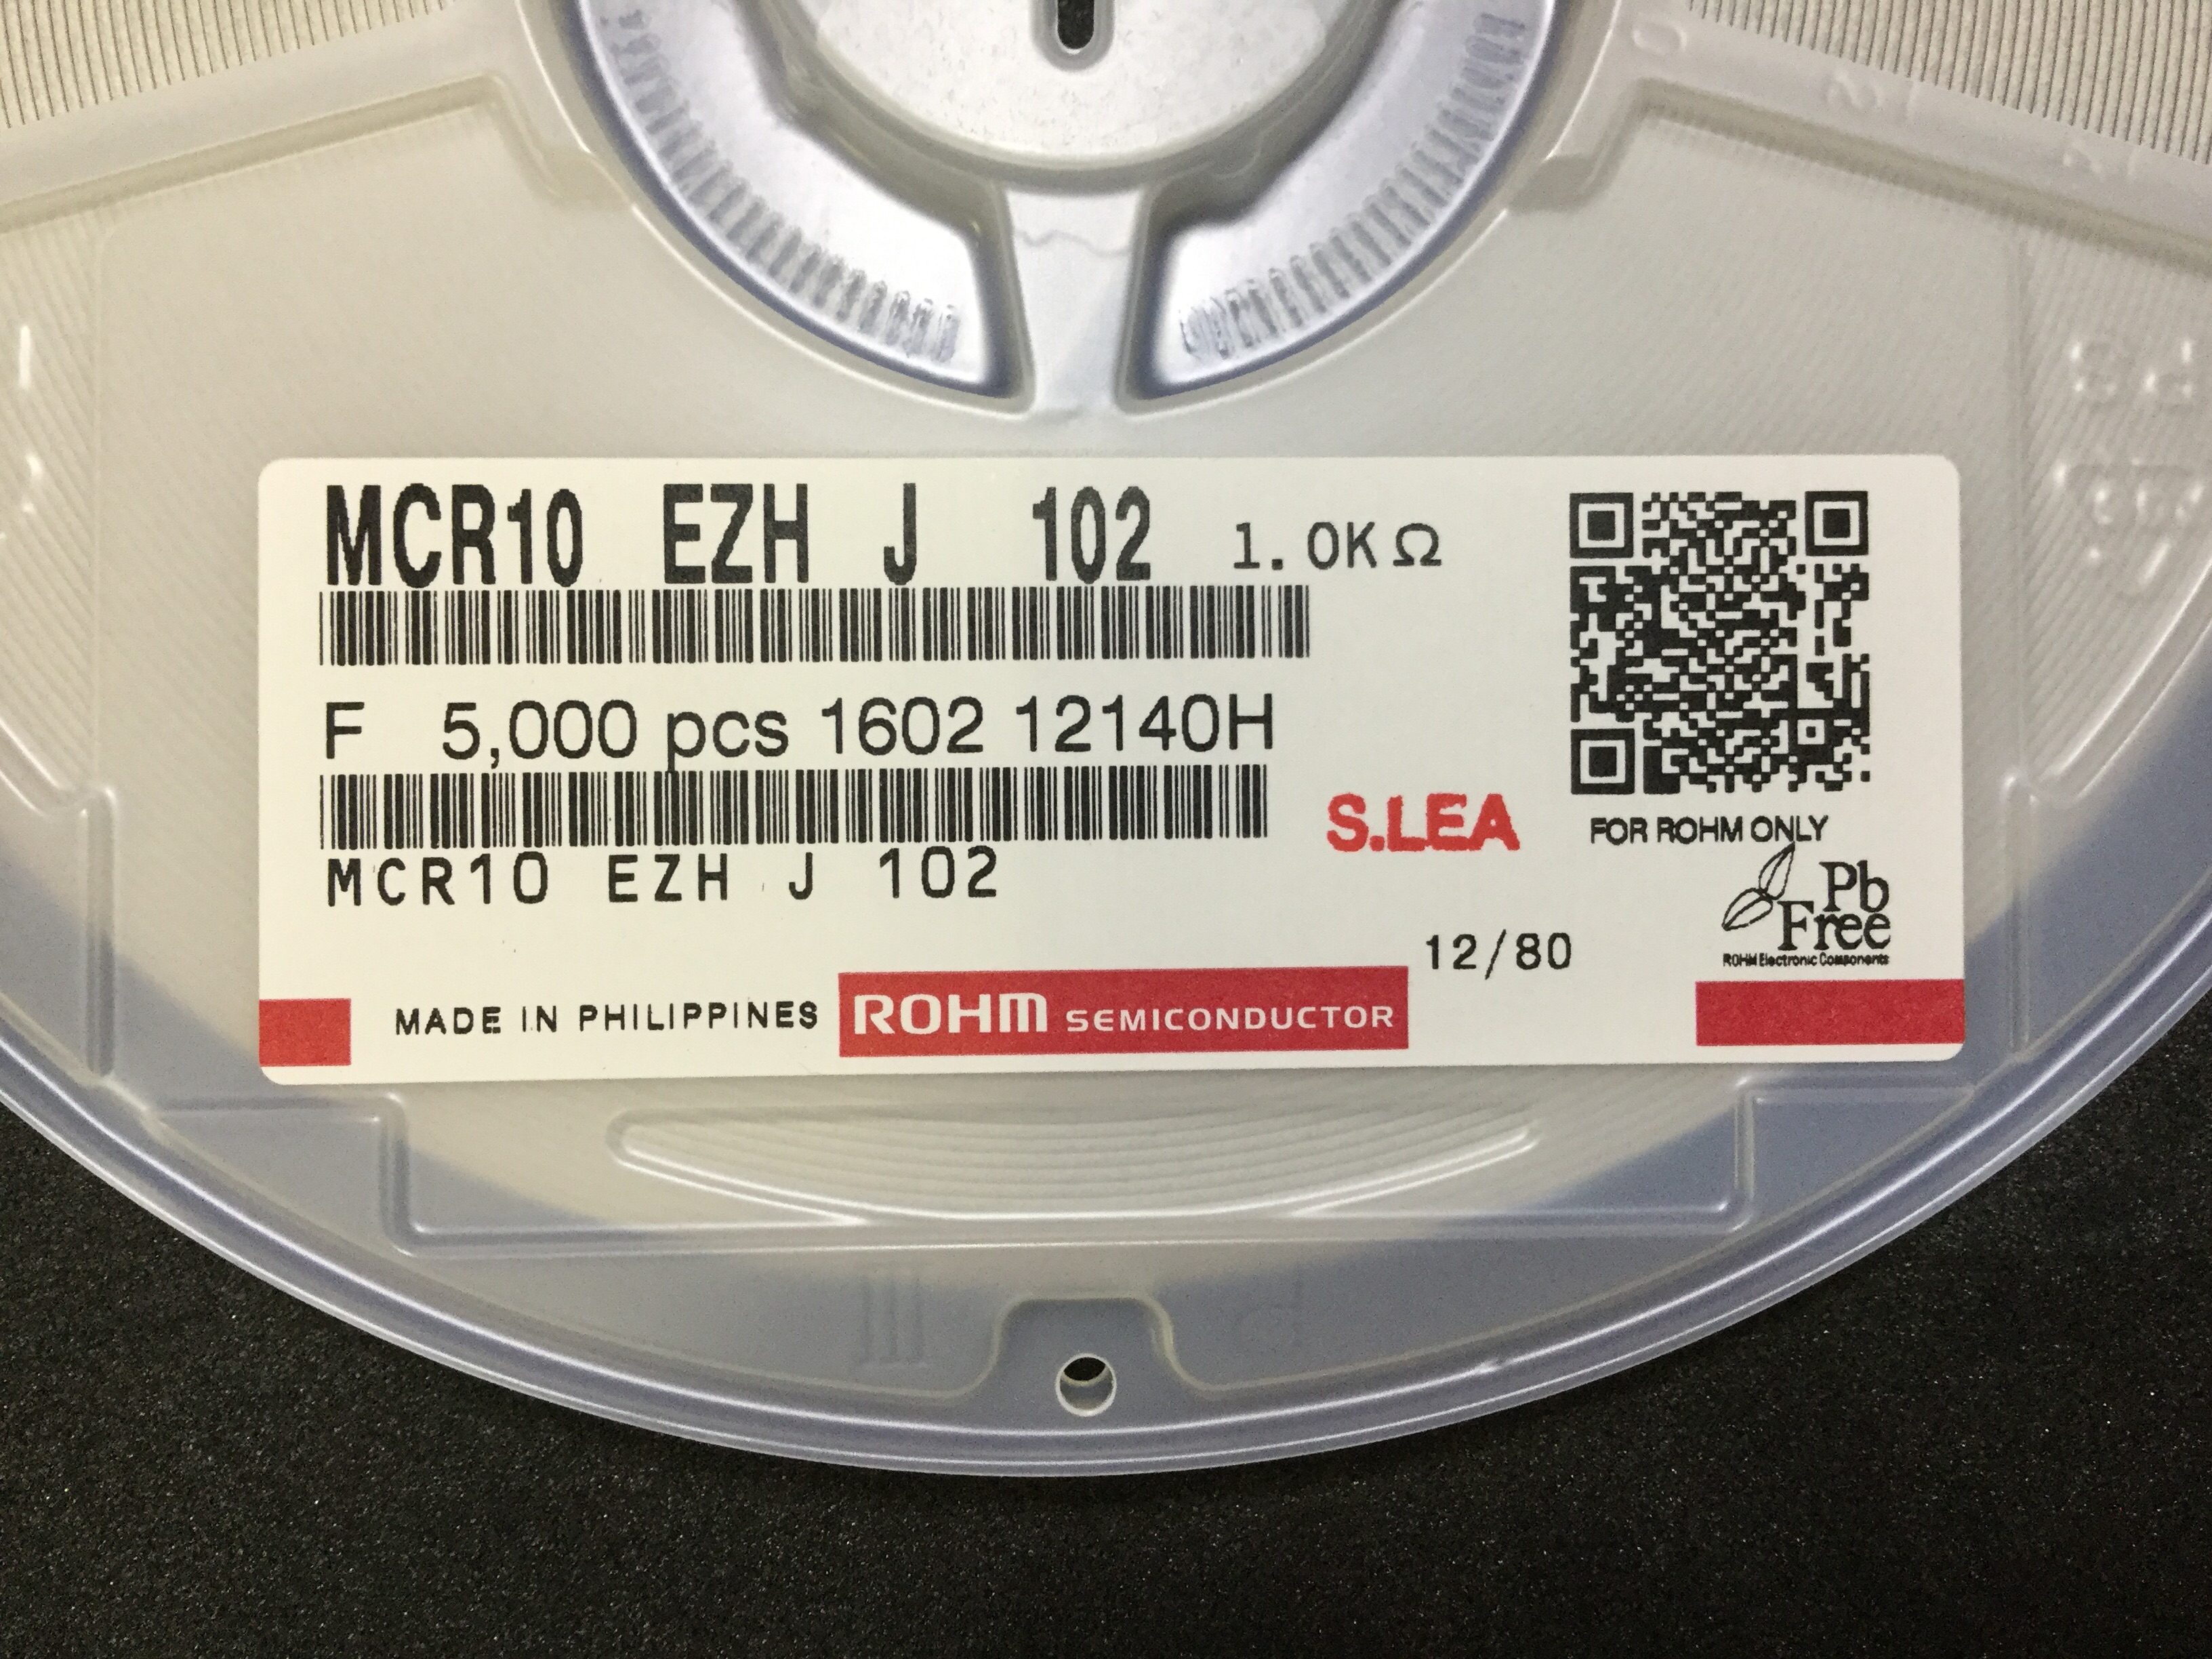 MCR10 EZH J 102 1.0KΩ
F 5,000 pcs 1602 12140H
S.LEA
FOR ROHM ONLY
MCR10 EZH J 102
Pb
Free
ROHM Electronic Components
12/80
MADE IN PHILIPPINES ROHM SEMICONDUCTOR